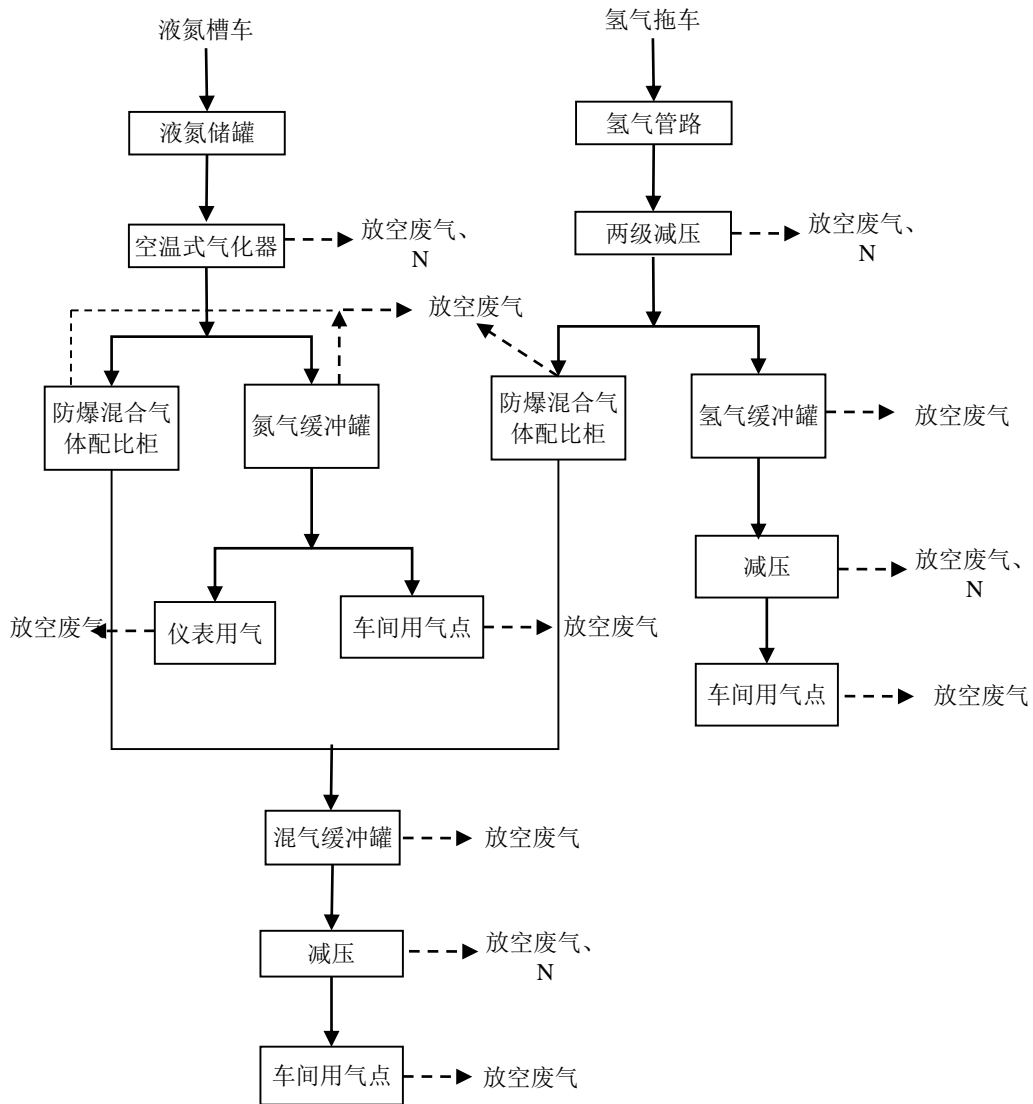 液氮槽车
氢气拖车
液氮储罐
氢气管路
空温式气化器
放空废气、
N
两级减压
放空废气、
N
放空废气
防爆混合气
体配比柜
氮气缓冲罐
防爆混合气
体配比柜
氢气缓冲罐
放空废气
减压
放空废气、
N
放空废气
仪表用气
车间用气点
放空废气
车间用气点
放空废气
混气缓冲罐
放空废气
减压
放空废气、
N
车间用气点
放空废气